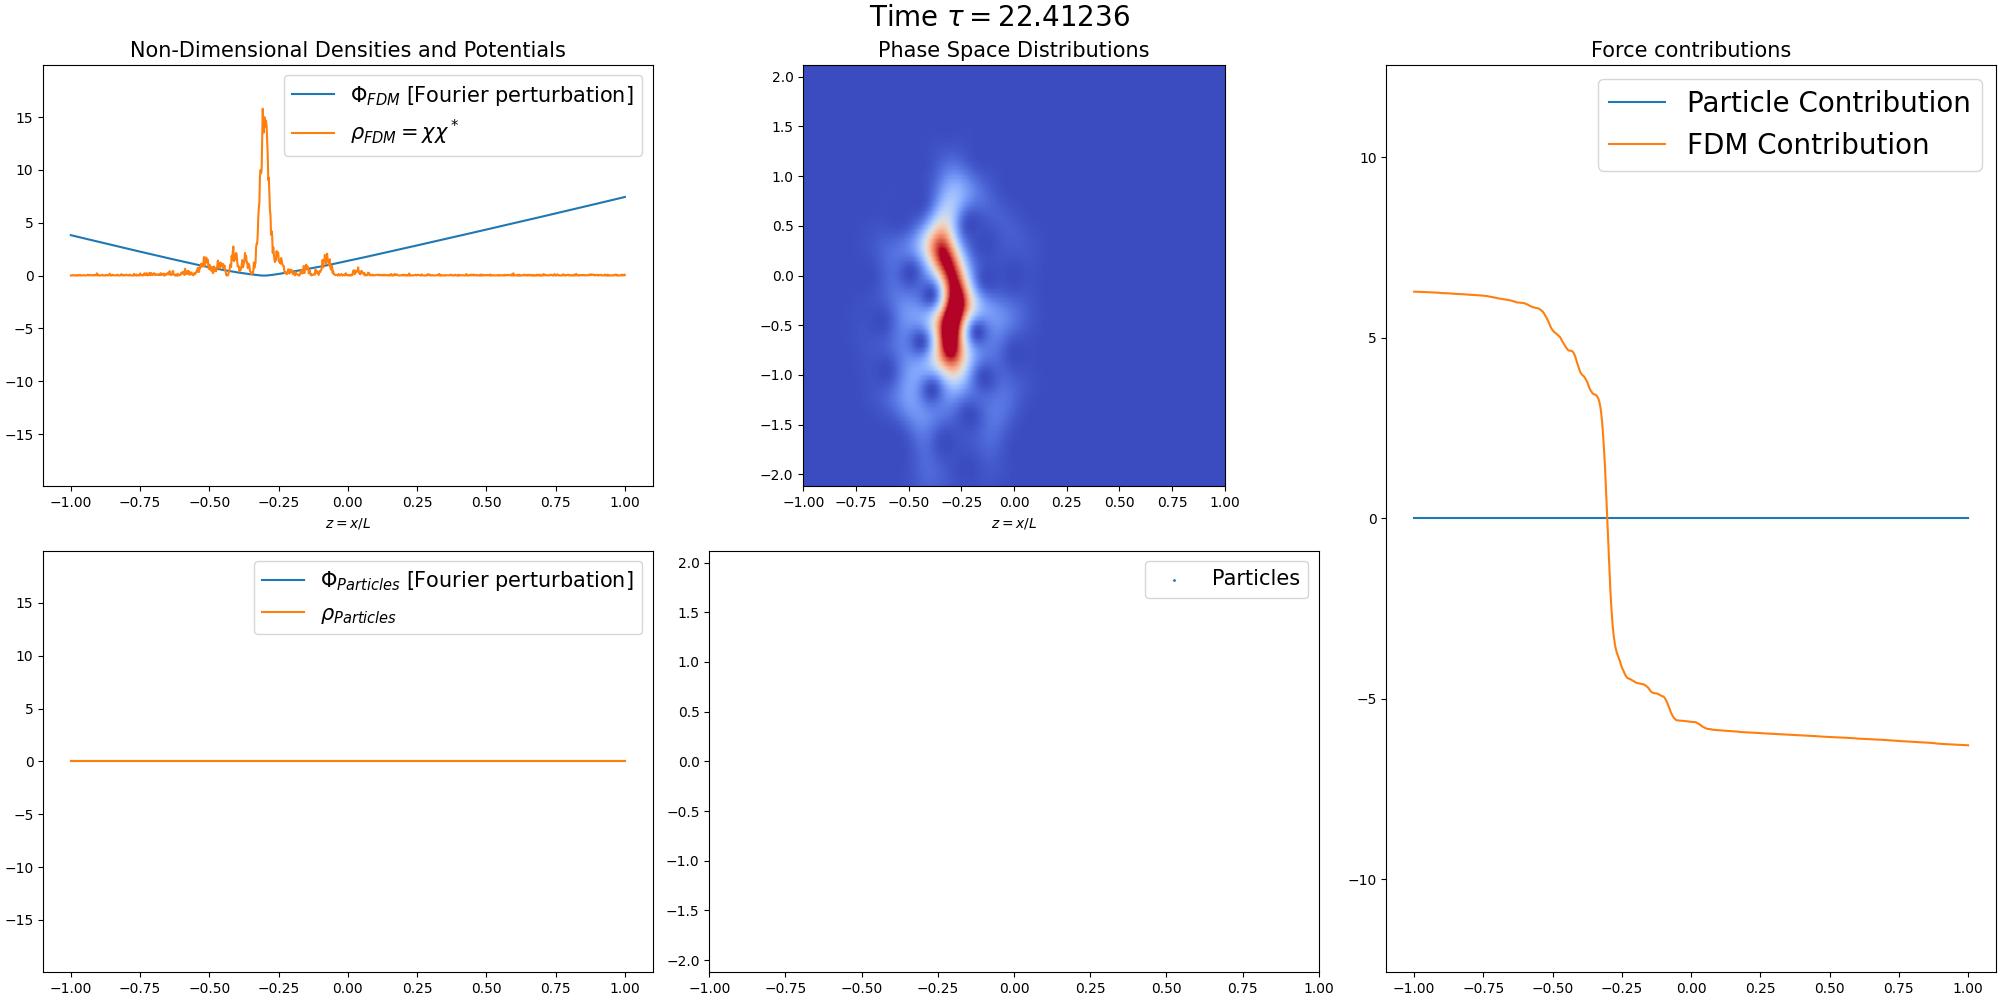 Time τ = 22.41236
Non-Dimensional Densities and Potentials
Φ_FDM [Fourier perturbation]
ρ_FDM = χχ*
15
10
5
0
−5
−10
−15
−1.00 −0.75 −0.50 −0.25 0.00 0.25 0.50 0.75 1.00
z = x/L
Phase Space Distributions
2.0
1.5
1.0
0.5
0.0
−0.5
−1.0
−1.5
−2.0
−1.00 −0.75 −0.50 −0.25 0.00 0.25 0.50 0.75 1.00
z = x/L
Force contributions
Particle Contribution
FDM Contribution
10
5
0
−5
−10
−1.00 −0.75 −0.50 −0.25 0.00 0.25 0.50 0.75 1.00
Φ_Particles [Fourier perturbation]
ρ_Particles
15
10
5
0
−5
−10
−15
−1.00 −0.75 −0.50 −0.25 0.00 0.25 0.50 0.75 1.00
Particles
2.0
1.5
1.0
0.5
0.0
−0.5
−1.0
−1.5
−2.0
−1.00 −0.75 −0.50 −0.25 0.00 0.25 0.50 0.75 1.00